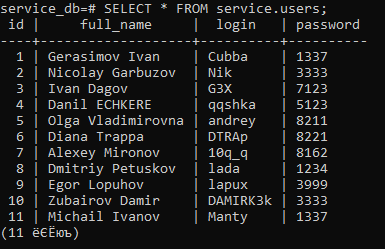 service_db=# SELECT * FROM service.users;
 id |      full_name      |  login   | password
----+---------------------+----------+----------
  1 | Gerasimov Ivan      | Cubba    | 1337
  2 | Nicolay Garbuzov    | Nik      | 3333
  3 | Ivan Dagov          | G3X      | 7123
  4 | Danil ECHKERE       | qqshka   | 5123
  5 | Olga Vladimirovna   | andrey   | 8211
  6 | Diana Trappa        | DTRAp    | 8221
  7 | Alexey Mironov      | 10q_q    | 8162
  8 | Dmitriy Petuskov    | lada     | 1234
  9 | Egor Lopuhov        | lapux    | 3999
 10 | Zubairov Damir      | DAMIRK3k | 3333
 11 | Michail Ivanov      | Manty    | 1337
(11 ёЄЁюъ)